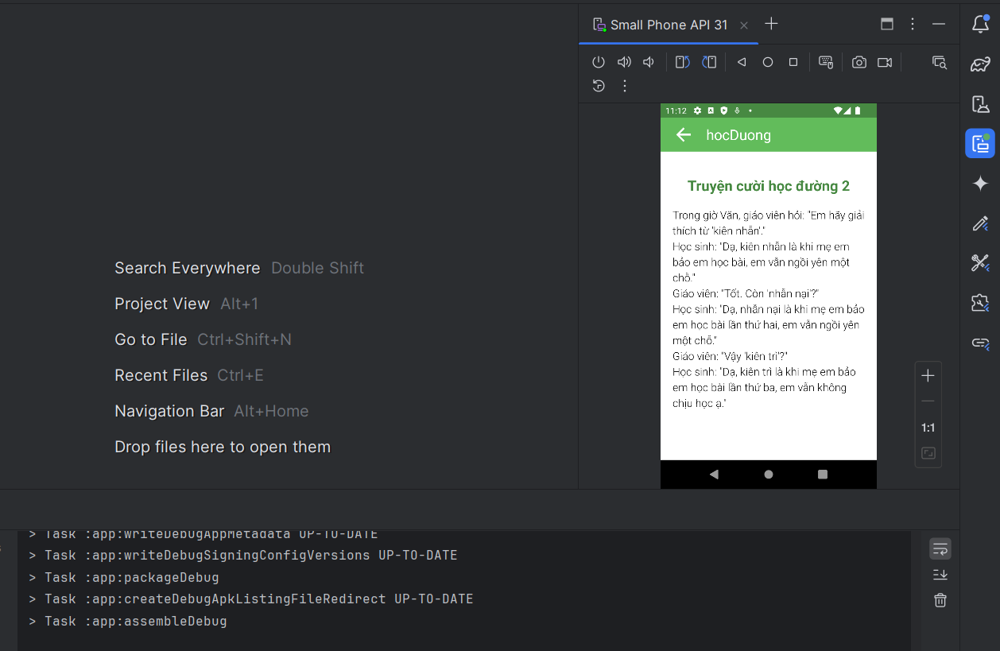 Small Phone API 31
11:12
hocDuong
Truyện cười học đường 2
Trong giờ Văn, giáo viên hỏi: "Em hãy giải
thích từ 'kiên nhẫn'."
Học sinh: "Dạ, kiên nhẫn là khi mẹ em
bảo em học bài, em vẫn ngồi yên một
chỗ."
Giáo viên: "Tốt. Còn 'nhẫn nại'?"
Học sinh: "Dạ, nhẫn nại là khi mẹ em bảo
em học bài lần thứ hai, em vẫn ngồi yên
một chỗ."
Giáo viên: "Vậy 'kiên trì'?"
Học sinh: "Dạ, kiên trì là khi mẹ em bảo
em học bài lần thứ ba, em vẫn không
chịu học ạ."
Search Everywhere Double Shift
Project View Alt+1
Go to File Ctrl+Shift+N
Recent Files Ctrl+E
Navigation Bar Alt+Home
Drop files here to open them
1:1
> Task :app:writeDebugAppMetadata UP-TO-DATE
> Task :app:writeDebugSigningConfigVersions UP-TO-DATE
> Task :app:packageDebug
> Task :app:createDebugApkListingFileRedirect UP-TO-DATE
> Task :app:assembleDebug